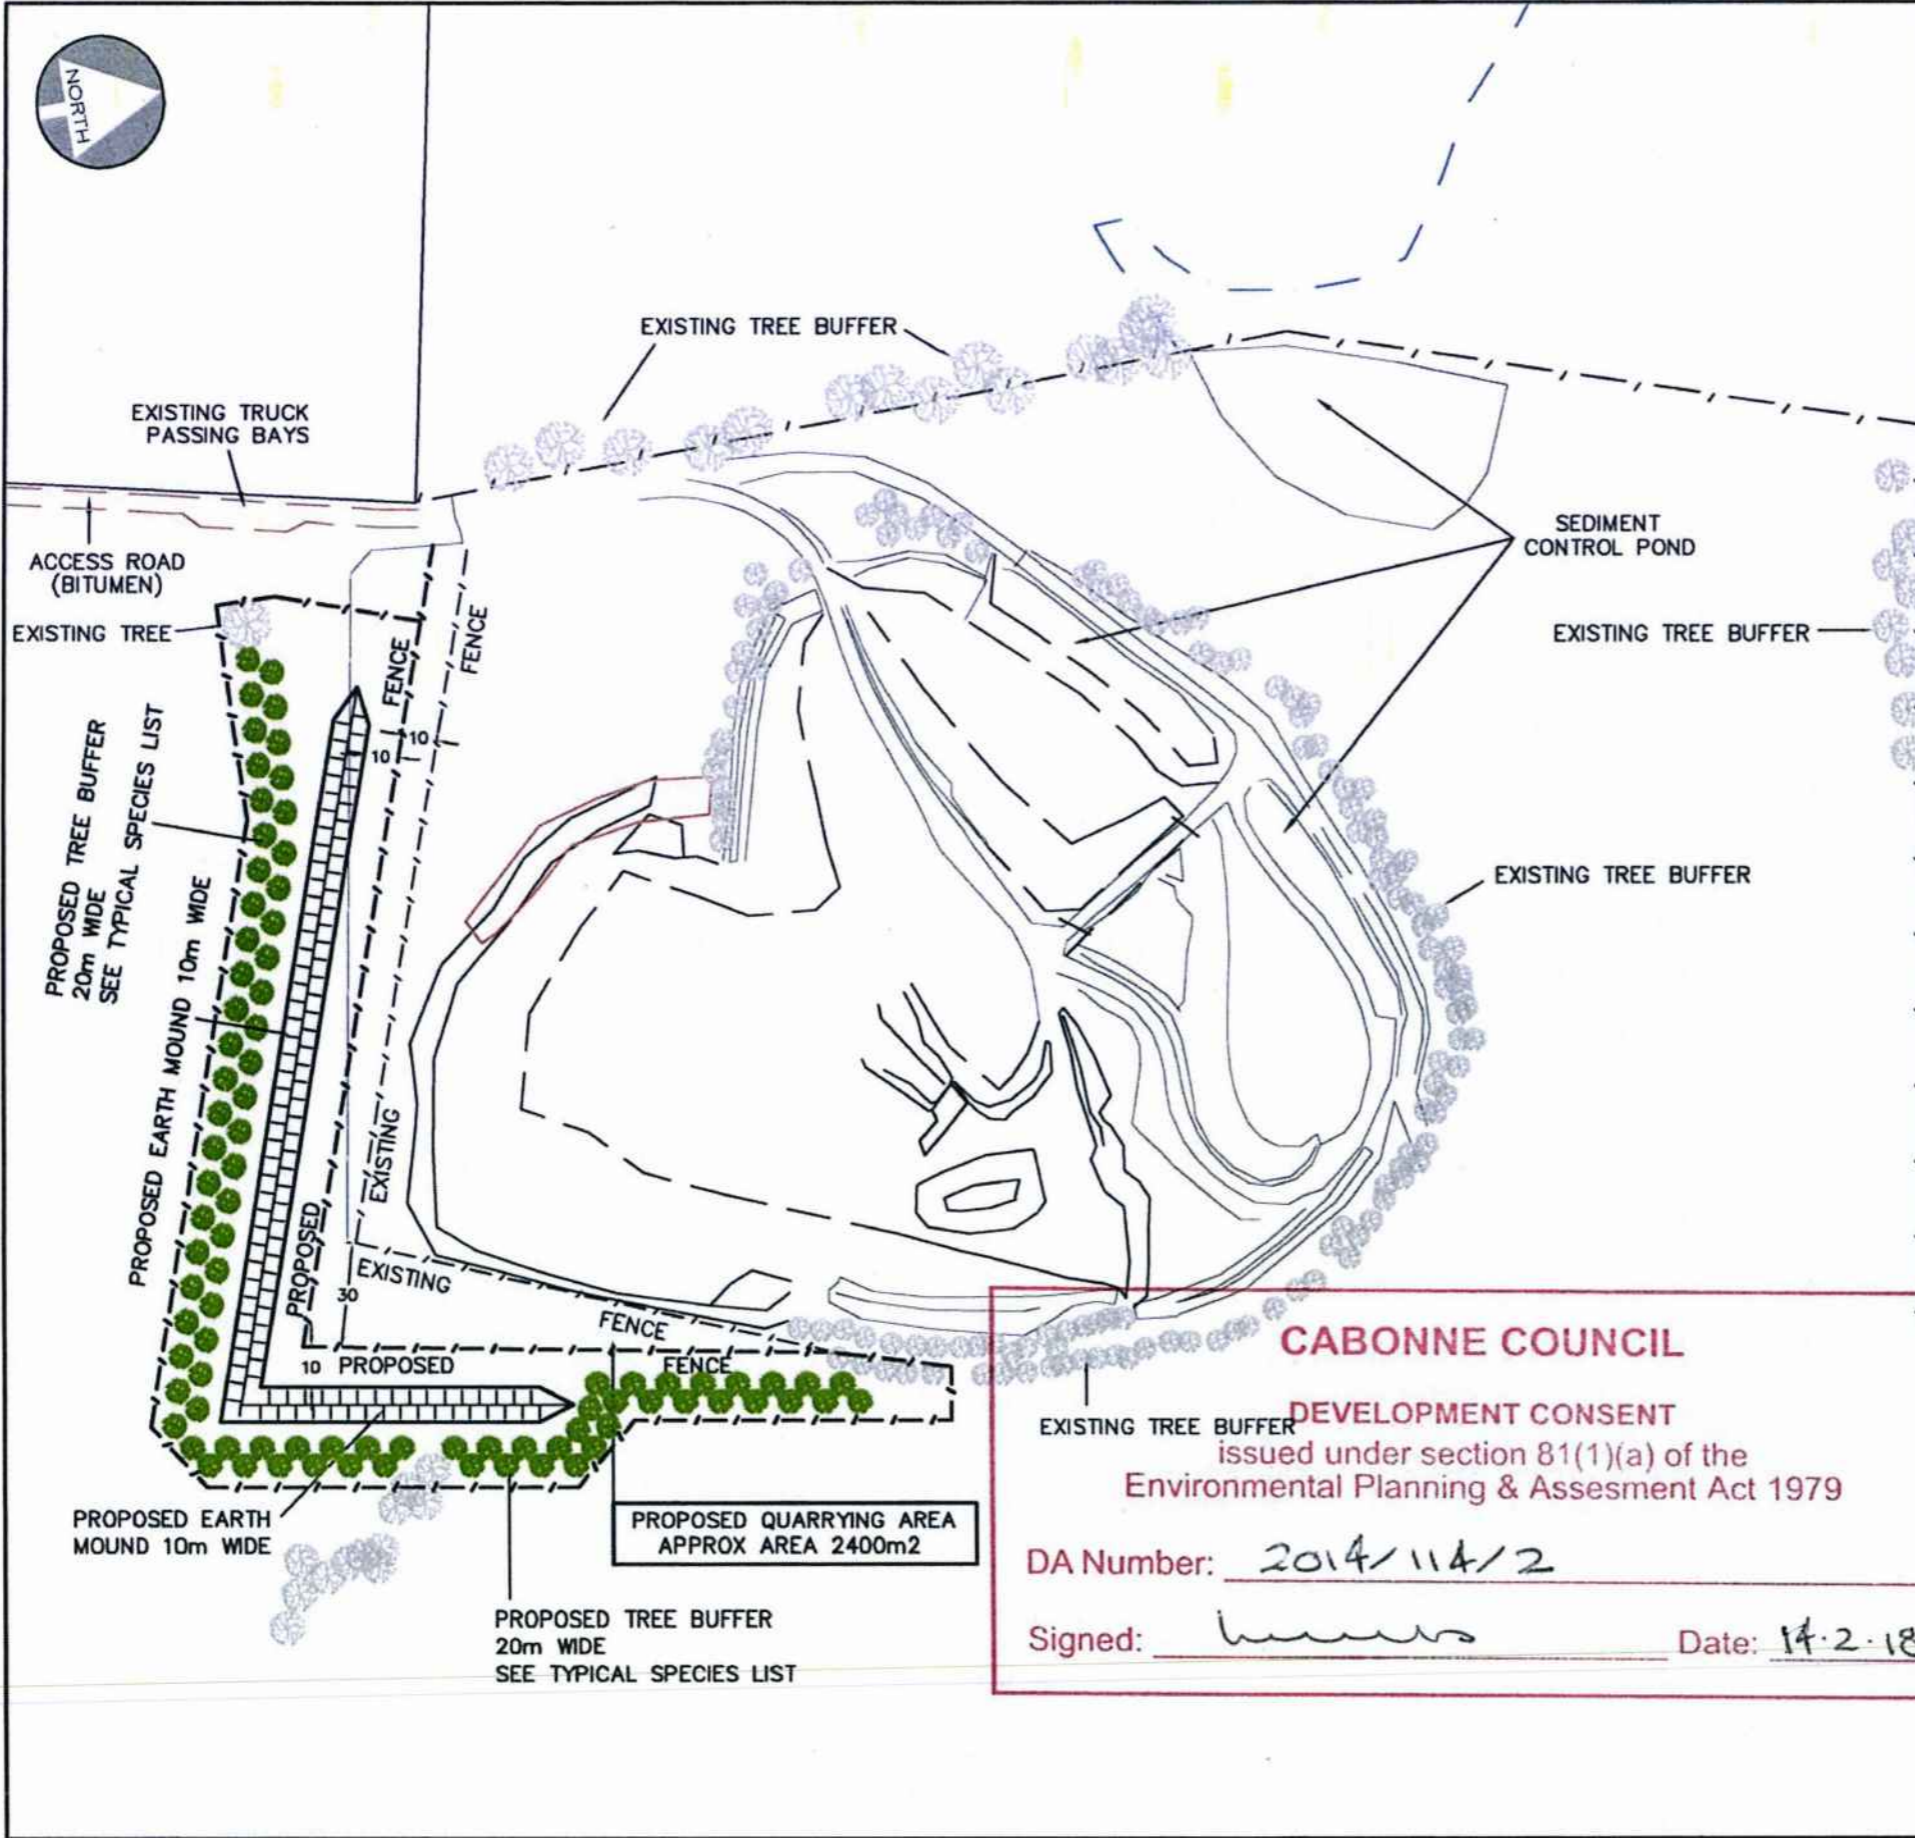 NORTH
EXISTING TREE BUFFER
EXISTING TRUCK
PASSING BAYS
ACCESS ROAD
(BITUMEN)
EXISTING TREE
SEDIMENT
CONTROL POND
EXISTING TREE BUFFER
FENCE
FENCE
10
10
PROPOSED TREE BUFFER
20m WIDE
SEE TYPICAL SPECIES LIST
PROPOSED EARTH MOUND 10m WIDE
EXISTING TREE BUFFER
EXISTING
PROPOSED
EXISTING
30
FENCE
10
PROPOSED
FENCE
EXISTING TREE BUFFER
PROPOSED EARTH
MOUND 10m WIDE
PROPOSED QUARRYING AREA
APPROX AREA 2400m2
PROPOSED TREE BUFFER
20m WIDE
SEE TYPICAL SPECIES LIST
CABONNE COUNCIL
DEVELOPMENT CONSENT
issued under section 81(1)(a) of the
Environmental Planning & Assesment Act 1979
DA Number: 2014/114/2
Signed:
Date: 14.2.18